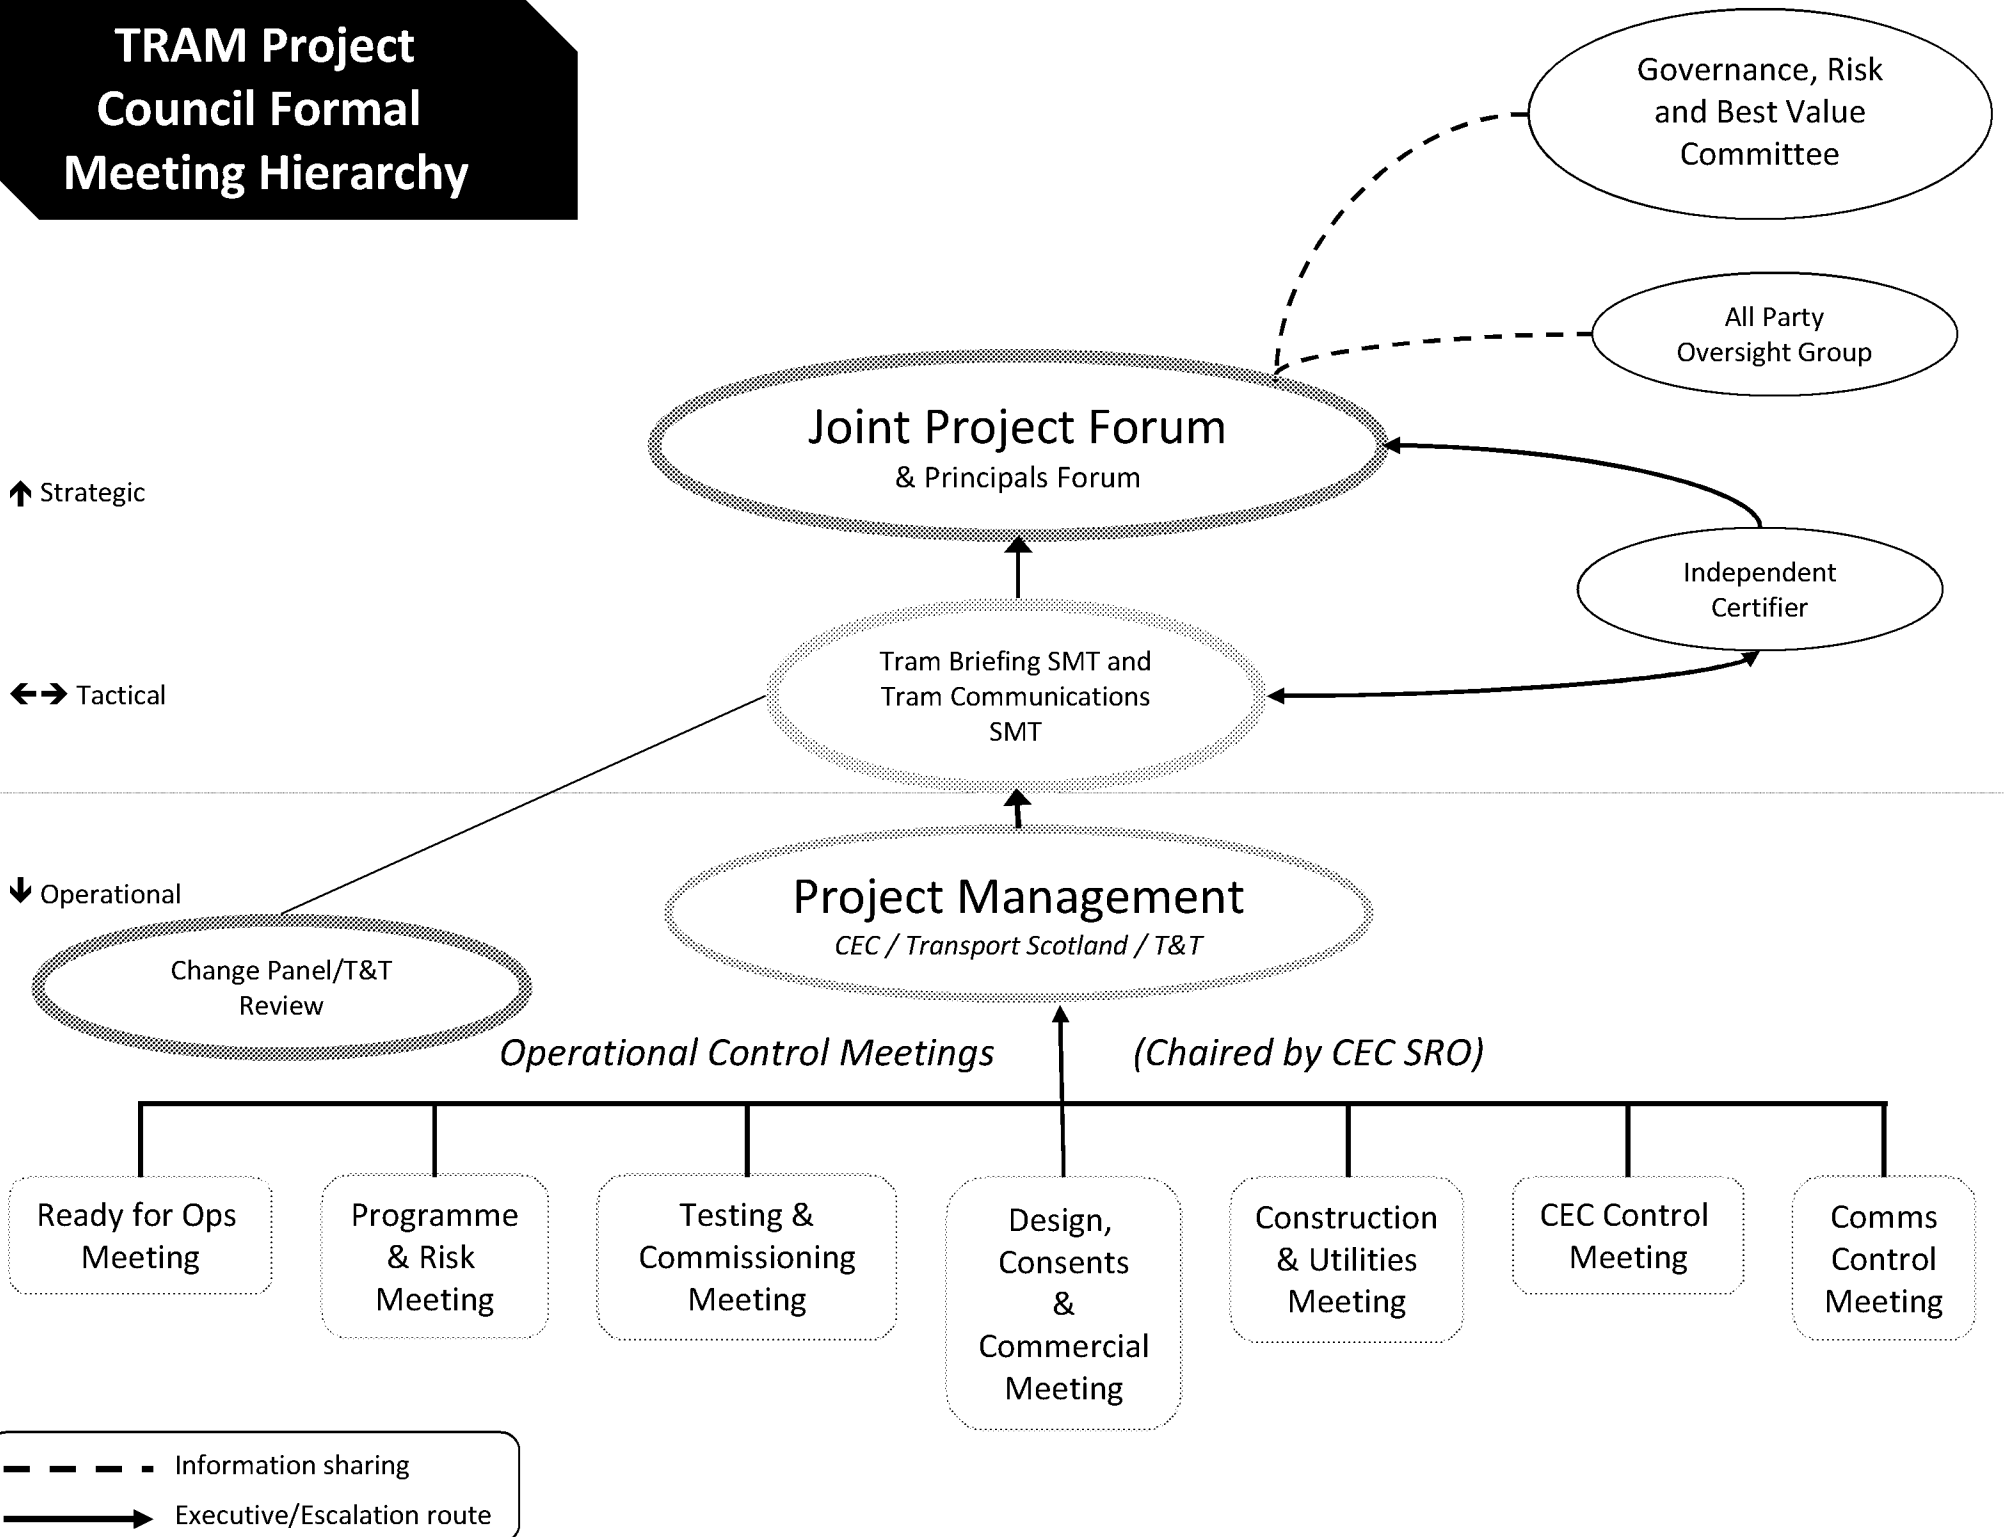 TRAM Project
Council Formal
Meeting Hierarchy
Governance, Risk
and Best Value
Committee
All Party
Oversight Group
Joint Project Forum
& Principals Forum
Strategic
Independent
Certifier
Tram Briefing SMT and
Tram Communications
SMT
Tactical
Operational
Project Management
CEC / Transport Scotland / T&T
Change Panel/T&T
Review
Operational Control Meetings (Chaired by CEC SRO)
Ready for Ops
Meeting
Programme
& Risk
Meeting
Testing &
Commissioning
Meeting
Design,
Consents
&
Commercial
Meeting
Construction
& Utilities
Meeting
CEC Control
Meeting
Comms
Control
Meeting
Information sharing
Executive/Escalation route